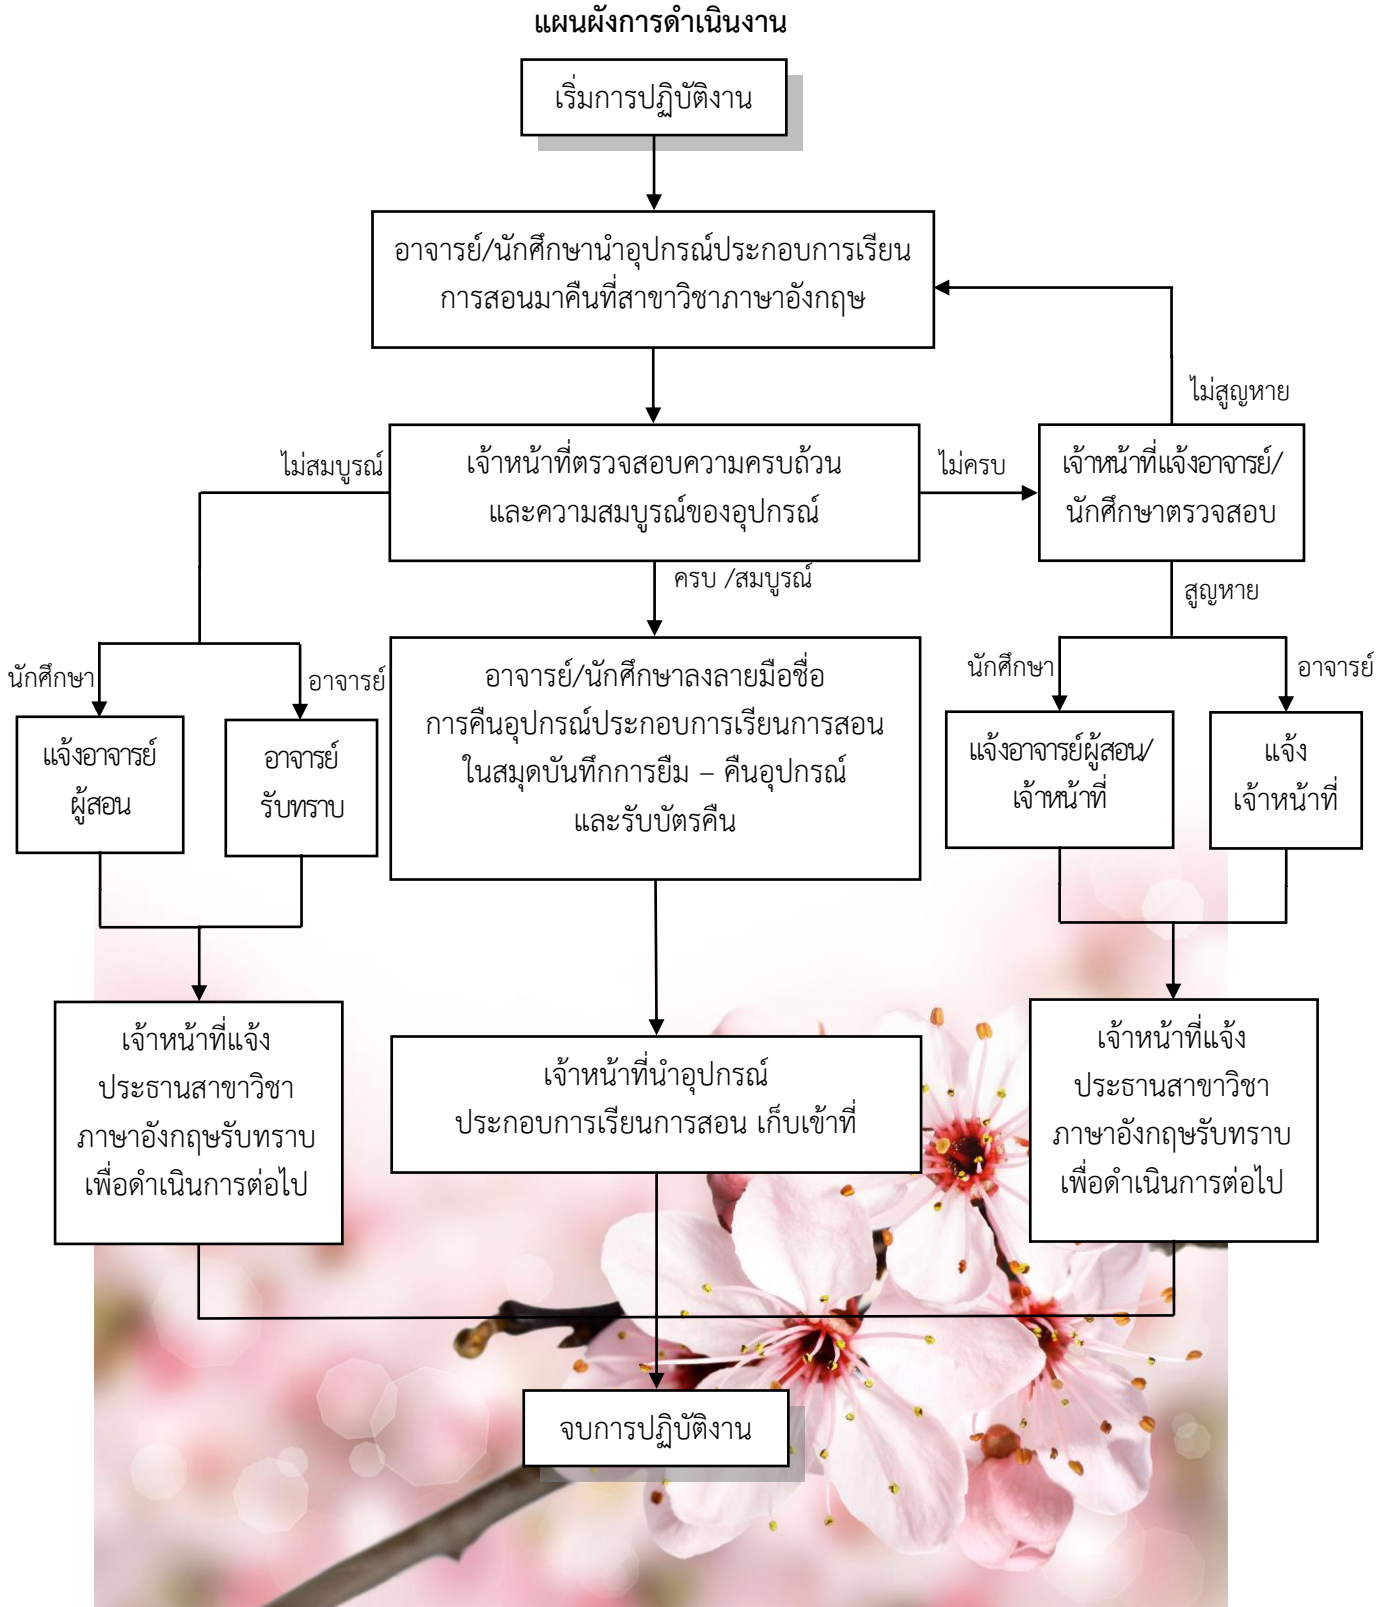 แผนผังการดำเนินงาน
เริ่มการปฏิบัติงาน
อาจารย์/นักศึกษานำอุปกรณ์ประกอบการเรียน
การสอนมาคืนที่สาขาวิชาภาษาอังกฤษ
ไม่สูญหาย
ไม่สมบูรณ์
เจ้าหน้าที่ตรวจสอบความครบถ้วน
และความสมบูรณ์ของอุปกรณ์
ไม่ครบ
เจ้าหน้าที่แจ้งอาจารย์/
นักศึกษาตรวจสอบ
ครบ /สมบูรณ์
สูญหาย
นักศึกษา
อาจารย์
แจ้งอาจารย์
ผู้สอน
อาจารย์
รับทราบ
อาจารย์/นักศึกษาลงลายมือชื่อ
การคืนอุปกรณ์ประกอบการเรียนการสอน
ในสมุดบันทึกการยืม – คืนอุปกรณ์
และรับบัตรคืน
นักศึกษา
อาจารย์
แจ้งอาจารย์ผู้สอน/
เจ้าหน้าที่
แจ้ง
เจ้าหน้าที่
เจ้าหน้าที่แจ้ง
ประธานสาขาวิชา
ภาษาอังกฤษรับทราบ
เพื่อดำเนินการต่อไป
เจ้าหน้าที่นำอุปกรณ์
ประกอบการเรียนการสอน เก็บเข้าที่
เจ้าหน้าที่แจ้ง
ประธานสาขาวิชา
ภาษาอังกฤษรับทราบ
เพื่อดำเนินการต่อไป
จบการปฏิบัติงาน